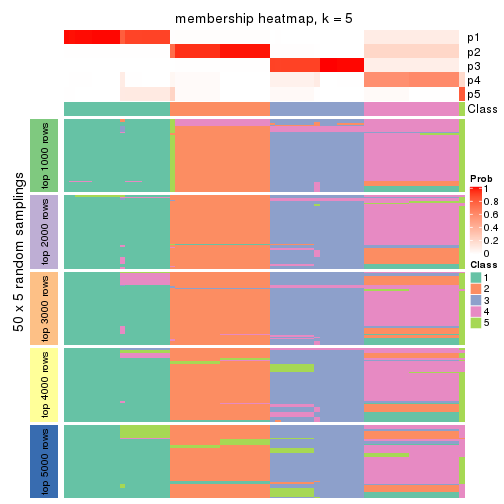 membership heatmap, k = 5
p1
p2
p3
p4
p5
Class
50 x 5 random samplings
top 1000 rows
top 2000 rows
top 3000 rows
top 4000 rows
top 5000 rows
Prob
1
0.8
0.6
0.4
0.2
0
Class
1
2
3
4
5